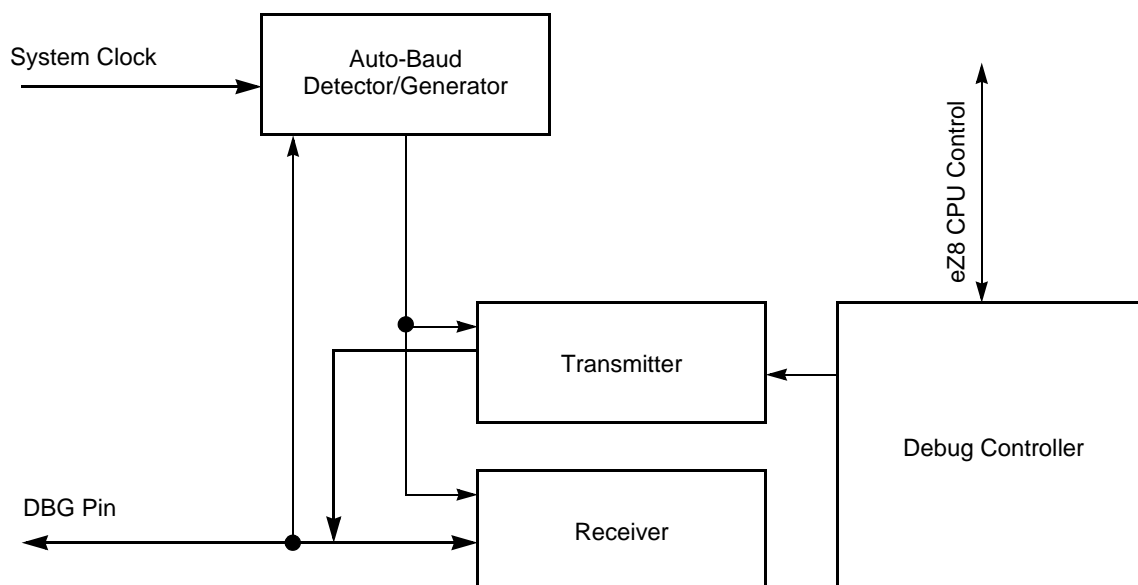 System Clock
Auto-Baud
Detector/Generator
eZ8 CPU Control
Transmitter
Debug Controller
DBG Pin
Receiver